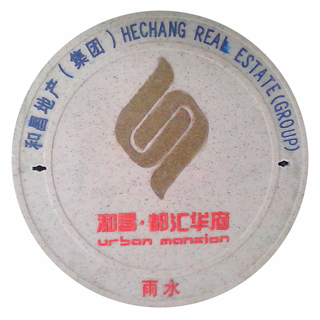 和昌地产(集团) HECHANG REAL ESTATE(GROUP)
和昌·都汇华府
urban mansion
雨水